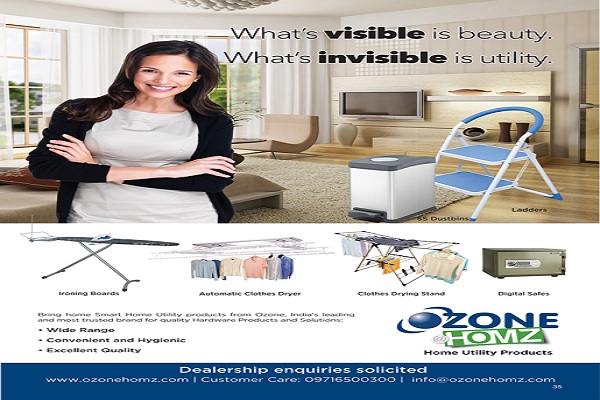 What's visible is beauty.
What's invisible is utility.
SS Dustbins
Ladders
Ironing Boards
Automatic Clothes Dryer
Clothes Drying Stand
Digital Safes
Bring home Smart Home Utility products from Ozone, India's leading
and most trusted brand for quality Hardware Products and Solutions:
• Wide Range
• Convenient and Hygienic
• Excellent Quality
OZONE
@HOMZ
Home Utility Products
Dealership enquiries solicited
www.ozonehomz.com | Customer Care: 09716500300 | info@ozonehomz.com
35